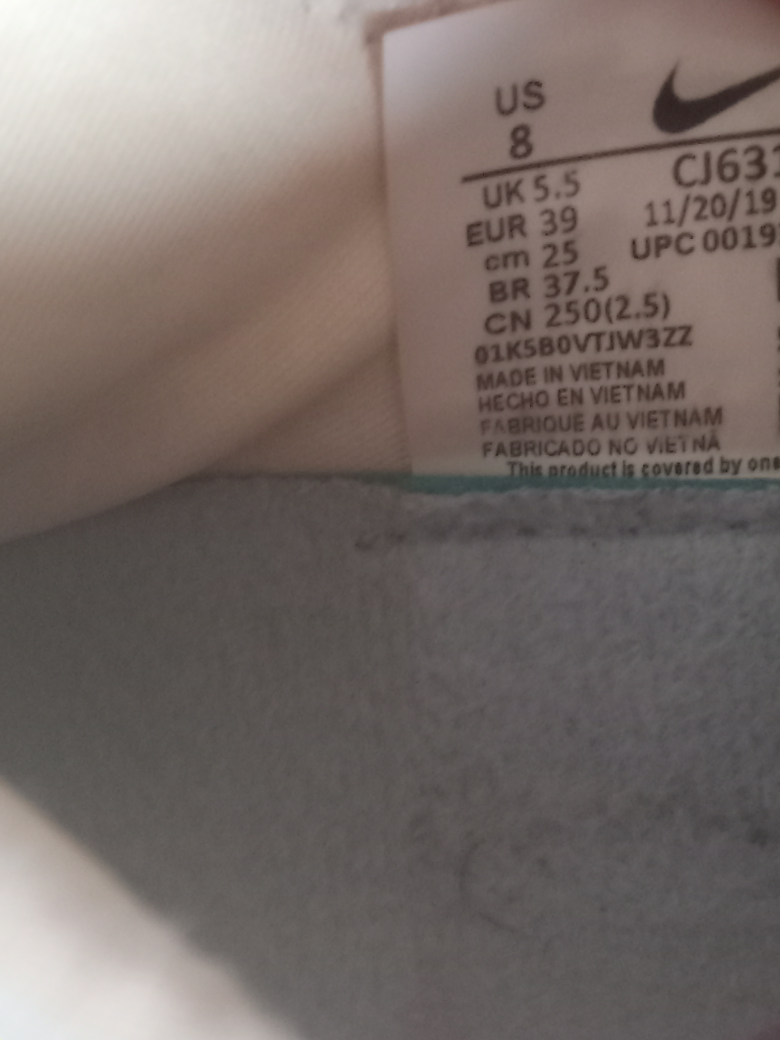 US
8
UK 5.5
EUR 39
cm 25
BR 37.5
CN 250(2.5)
01K5B0VTJW3ZZ
MADE IN VIETNAM
HECHO EN VIETNAM
FABRIQUE AU VIETNAM
FABRICADO NO VIETNÃ
This product is covered by one
CJ631
11/20/19
UPC 0019